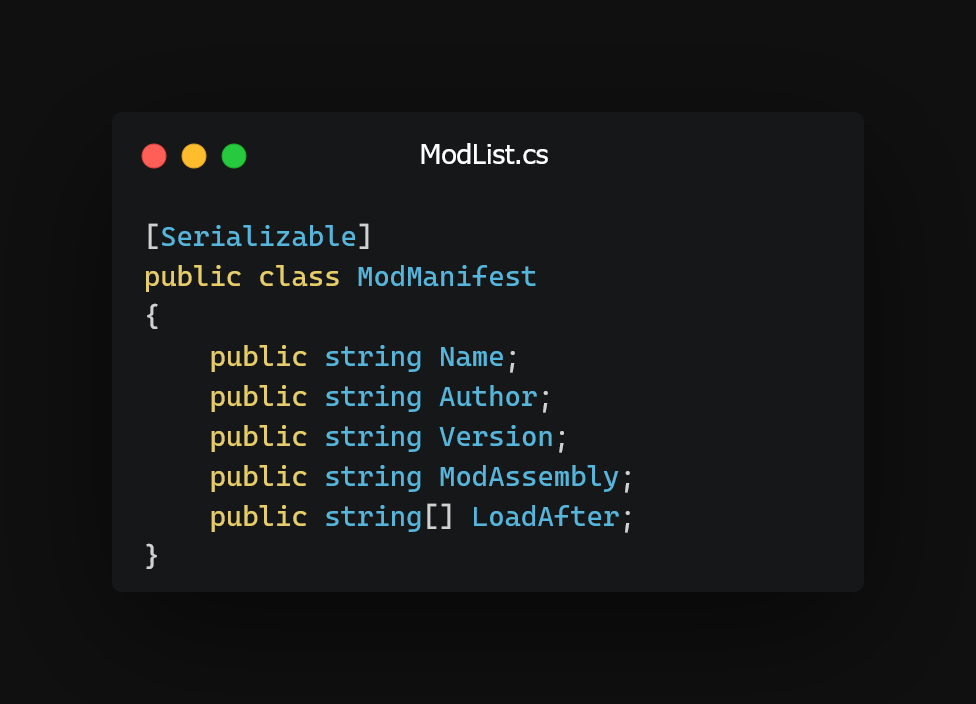 ModList.cs
[Serializable]
public class ModManifest
{
    public string Name;
    public string Author;
    public string Version;
    public string ModAssembly;
    public string[] LoadAfter;
}